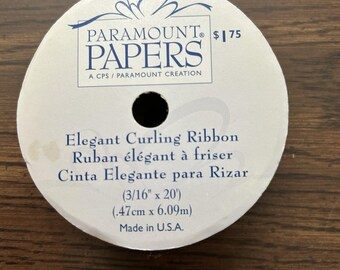 PARAMOUNT®
PAPERS $1 75
A CPS / PARAMOUNT CREATION
Elegant Curling Ribbon
Ruban élégant à friser
Cinta Elegante para Rizar
(3/16" x 20')
(.47cm x 6.09m)
Made in U.S.A.